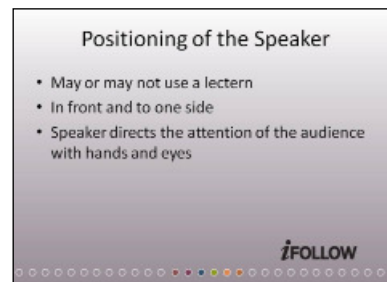 Positioning of the Speaker
• May or may not use a lectern
• In front and to one side
• Speaker directs the attention of the audience
with hands and eyes
iFOLLOW